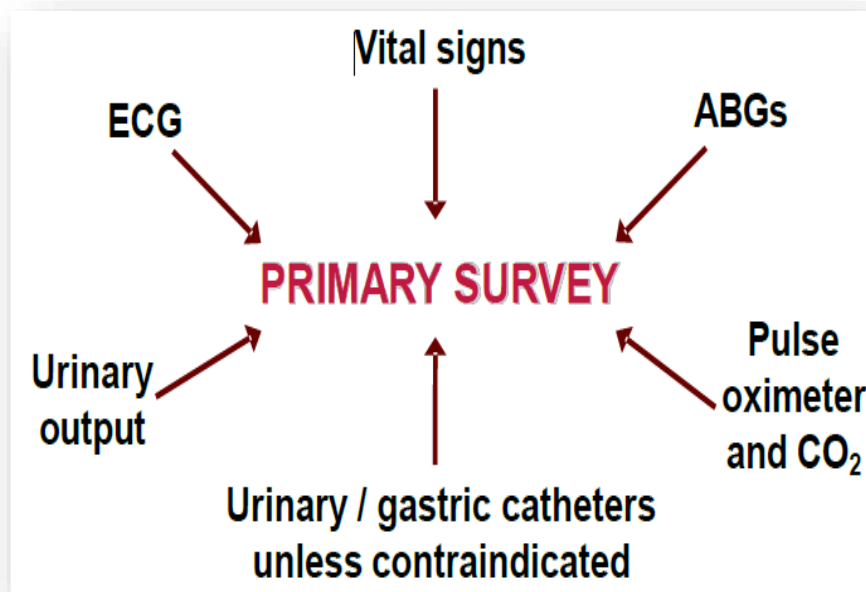 Vital signs
ECG
ABGs
PRIMARY SURVEY
Urinary
output
Pulse
oximeter
and CO₂
Urinary / gastric catheters
unless contraindicated